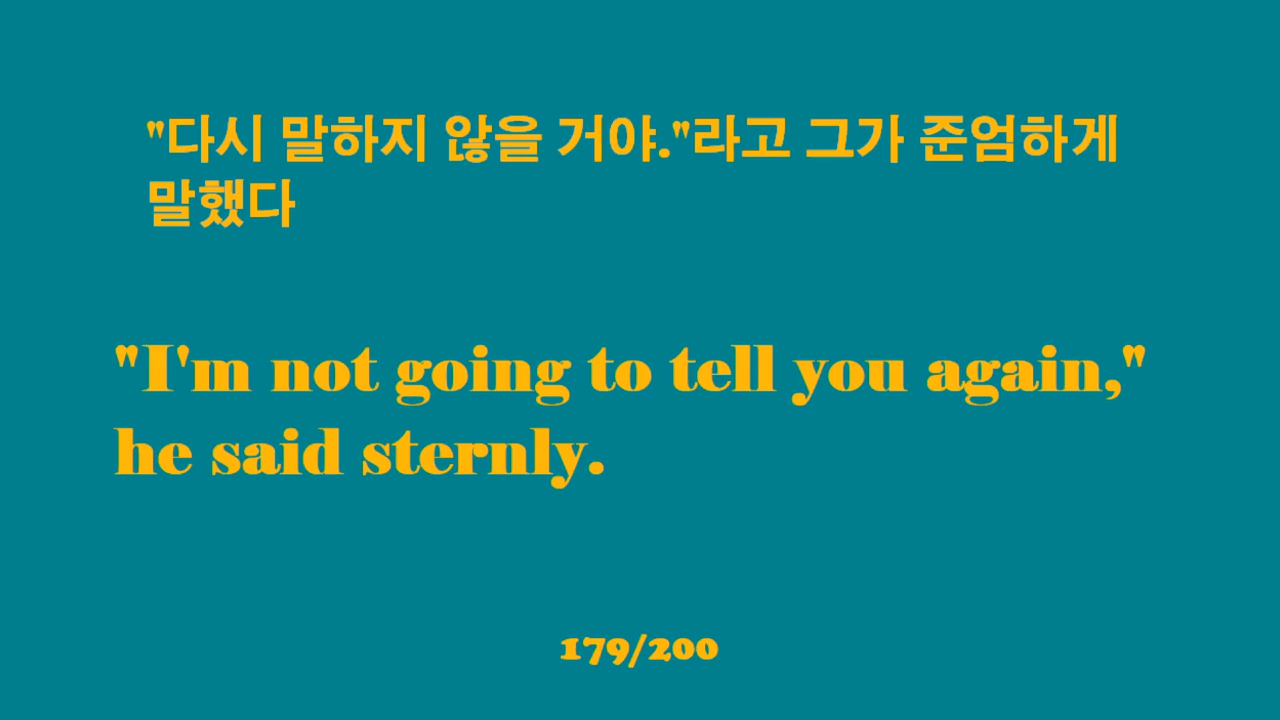 "다시 말하지 않을 거야."라고 그가 준엄하게
말했다
"I'm not going to tell you again,"
he said sternly.
179/200